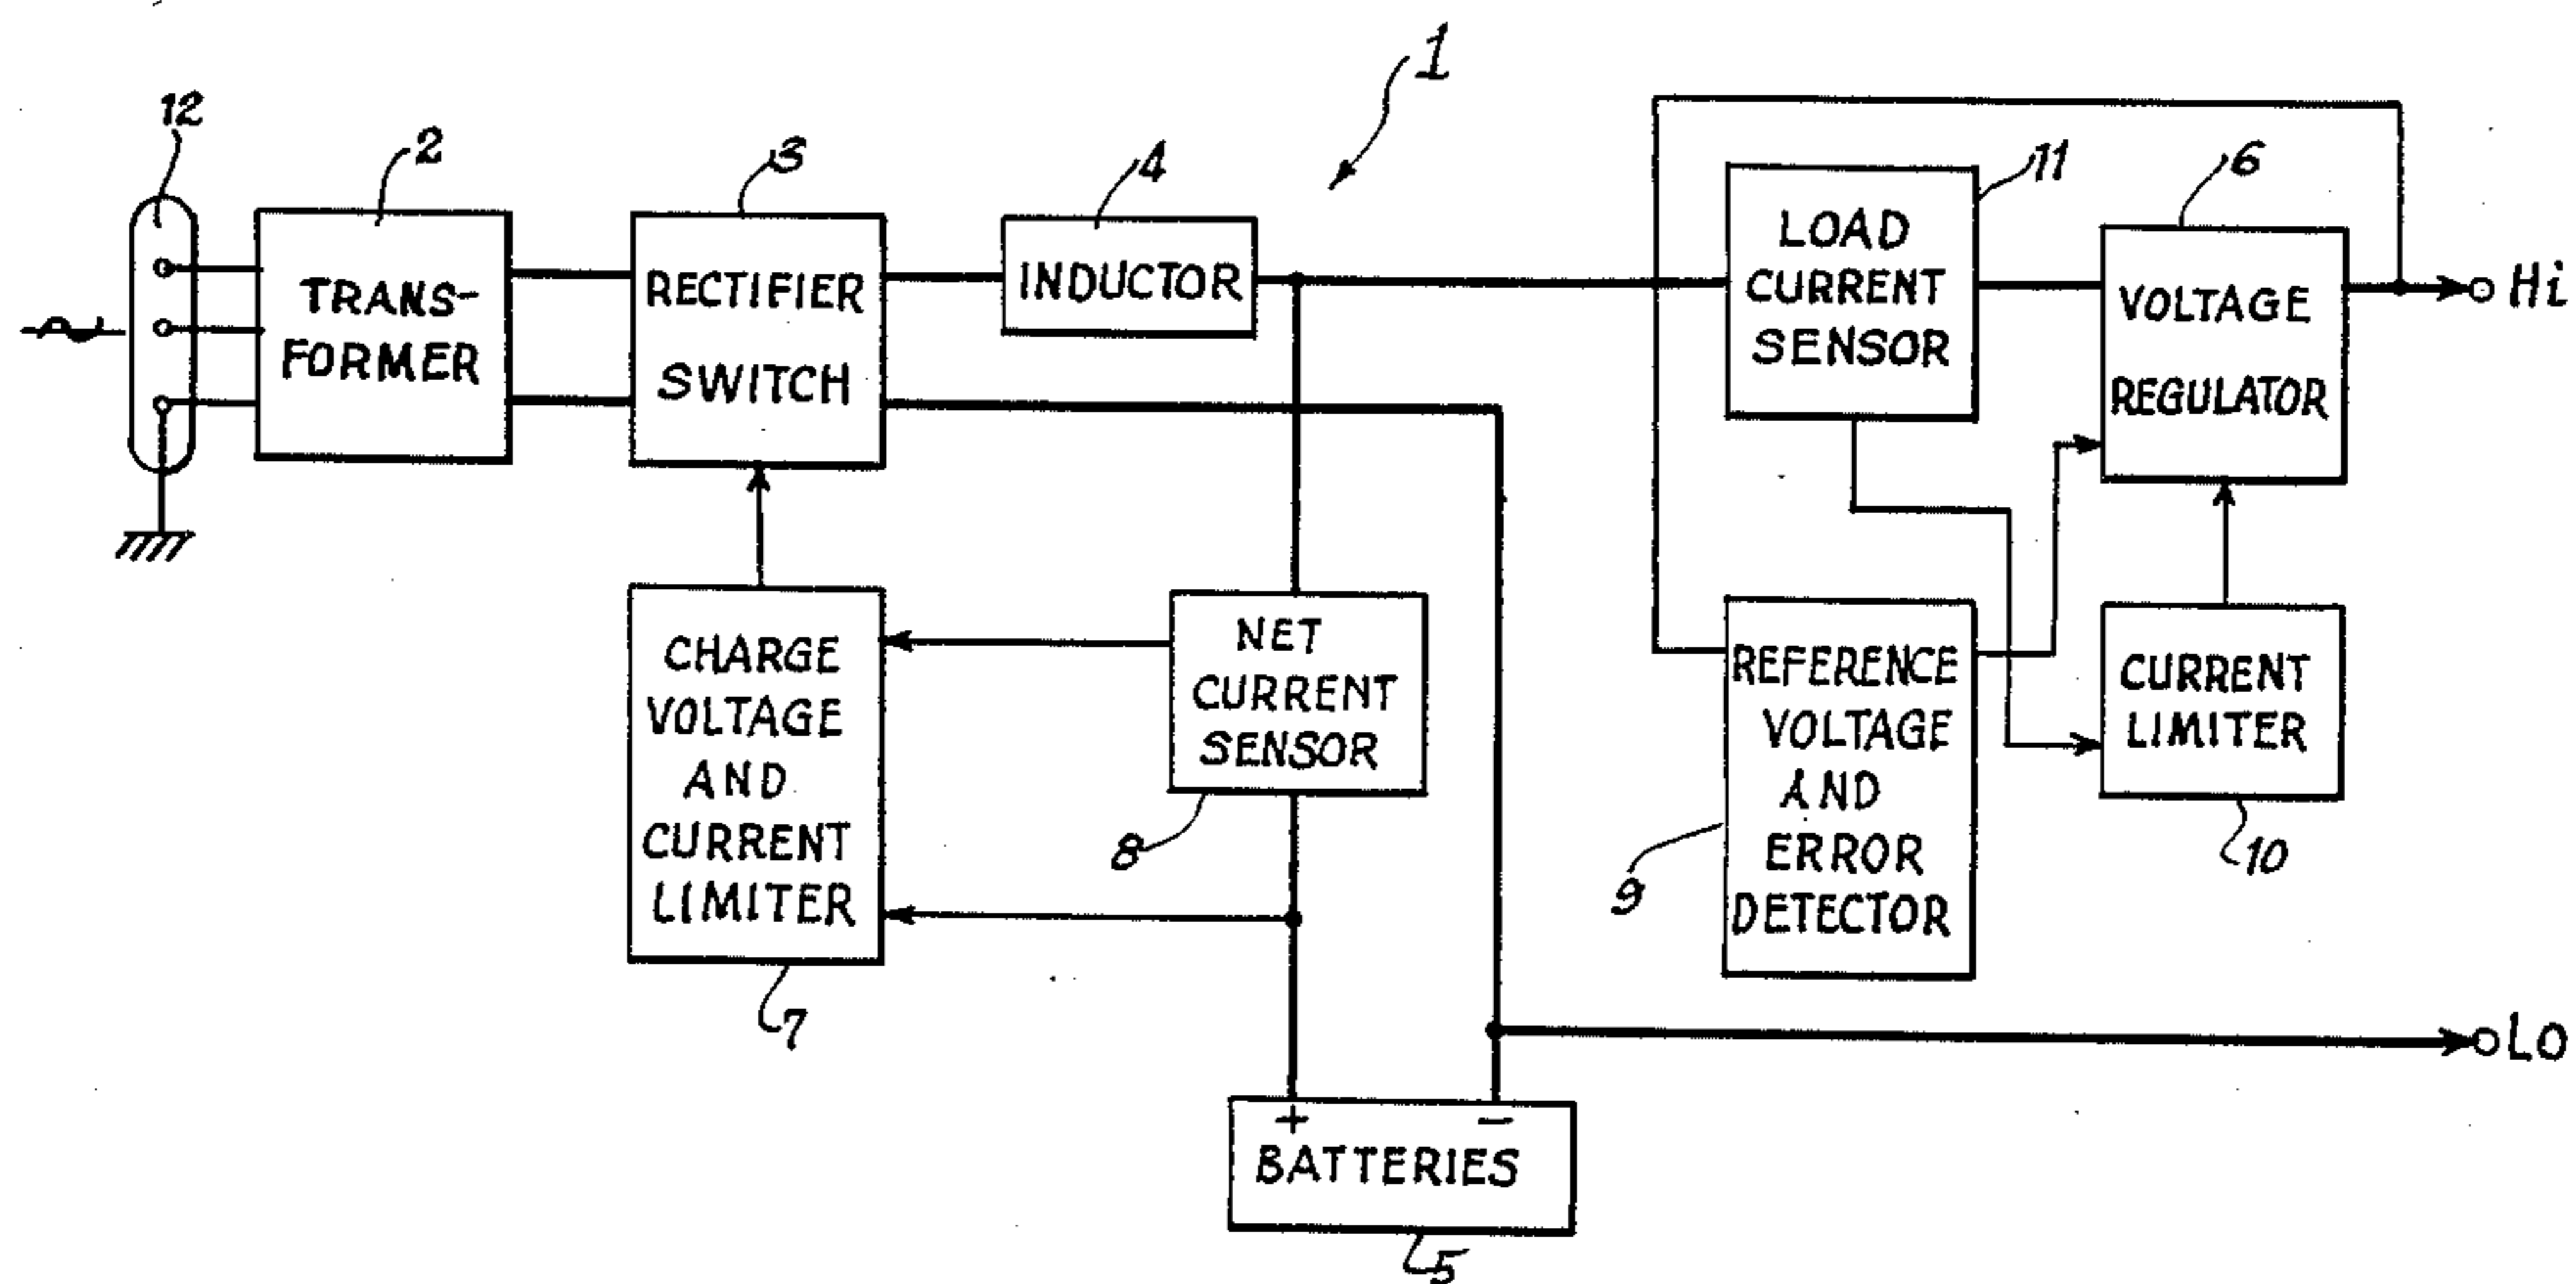 1
12
2
3
4
11
6
TRANS-
FORMER
RECTIFIER
SWITCH
INDUCTOR
LOAD
CURRENT
SENSOR
VOLTAGE
REGULATOR
Hi
CHARGE
VOLTAGE
AND
CURRENT
LIMITER
7
NET
CURRENT
SENSOR
8
REFERENCE
VOLTAGE
AND
ERROR
DETECTOR
9
CURRENT
LIMITER
10
LO
+ −
BATTERIES
5